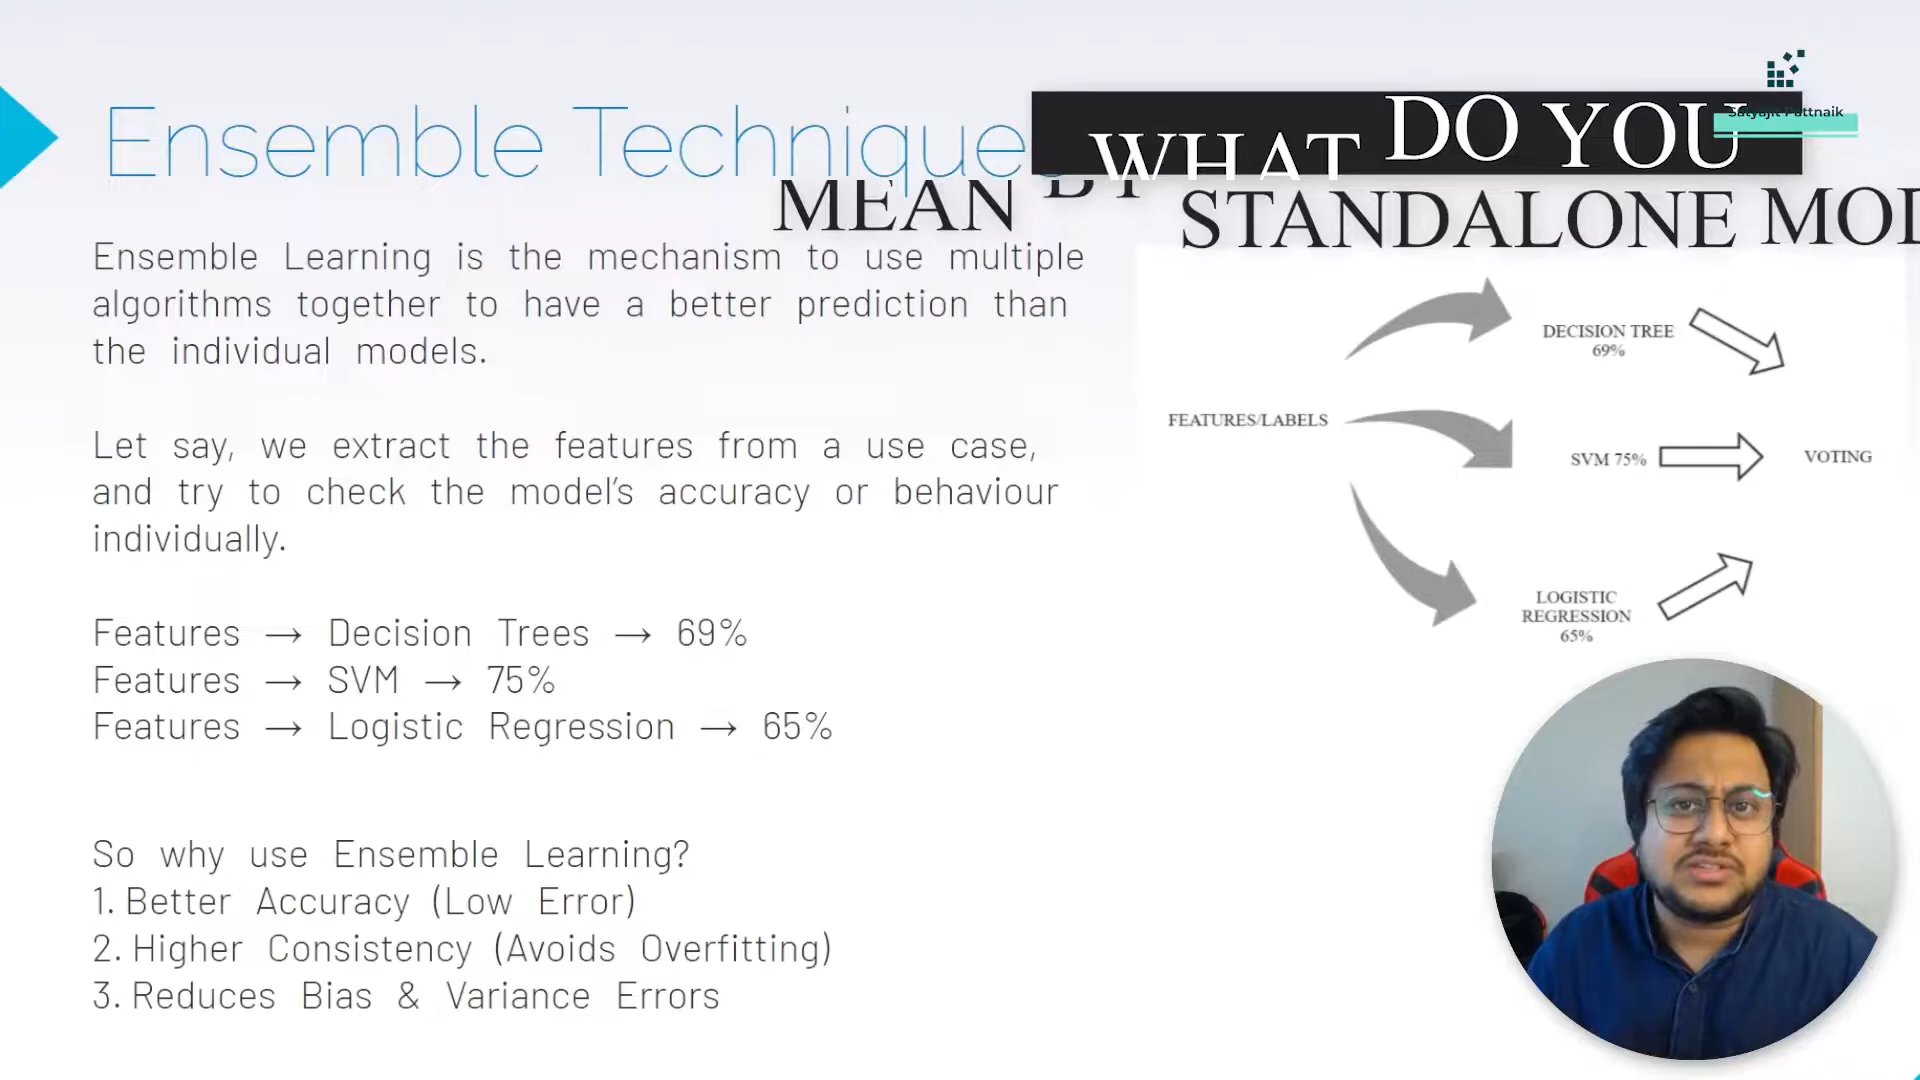 Satyajit Pattnaik
Ensemble Technique
WHAT DO YOU
MEAN BY
STANDALONE MOD
Ensemble Learning is the mechanism to use multiple
algorithms together to have a better prediction than
the individual models.
Let say, we extract the features from a use case,
and try to check the model's accuracy or behaviour
individually.
Features → Decision Trees → 69%
Features → SVM → 75%
Features → Logistic Regression → 65%
So why use Ensemble Learning?
1. Better Accuracy (Low Error)
2. Higher Consistency (Avoids Overfitting)
3. Reduces Bias & Variance Errors
FEATURES/LABELS
DECISION TREE
69%
SVM 75%
VOTING
LOGISTIC
REGRESSION
65%